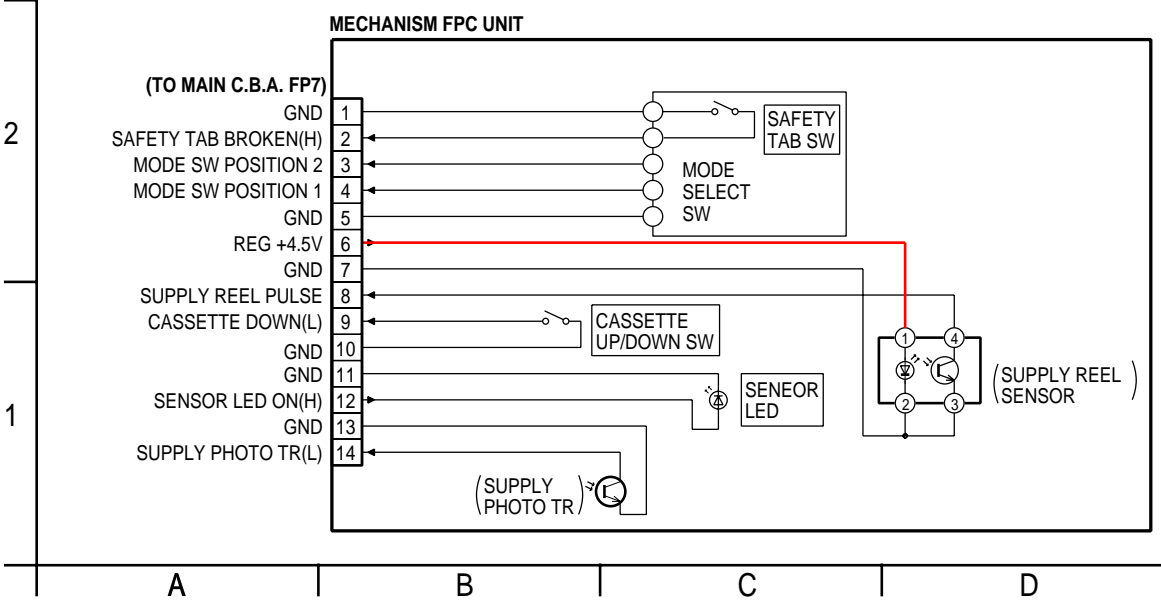 MECHANISM FPC UNIT
(TO MAIN C.B.A. FP7)
GND 1
SAFETY TAB BROKEN(H) 2
MODE SW POSITION 2 3
MODE SW POSITION 1 4
GND 5
REG +4.5V 6
GND 7
SUPPLY REEL PULSE 8
CASSETTE DOWN(L) 9
GND 10
GND 11
SENSOR LED ON(H) 12
GND 13
SUPPLY PHOTO TR(L) 14
SAFETY
TAB SW
MODE
SELECT
SW
CASSETTE
UP/DOWN SW
SENEOR
LED
(SUPPLY
PHOTO TR)
1 4
2 3
(SUPPLY REEL
SENSOR)
2
1
A B C D